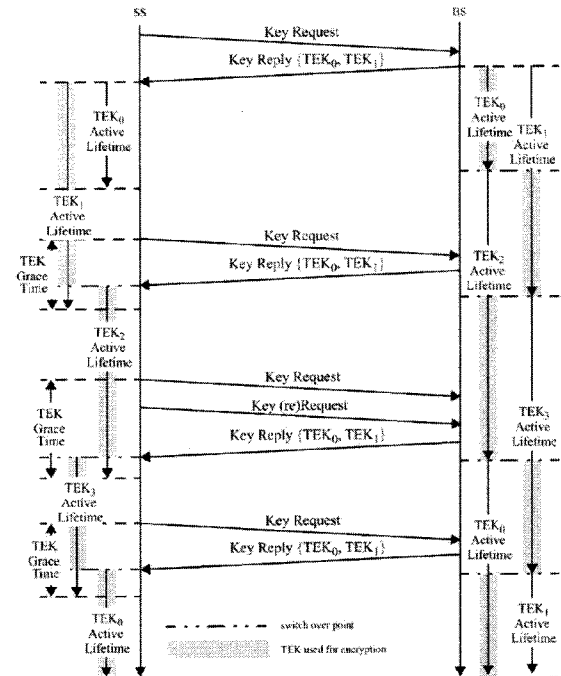 SS
BS
Key Request
Key Reply {TEK₀, TEK₁}
TEK₀
Active
Lifetime
TEK₀
Active
Lifetime
TEK₁
Active
Lifetime
TEK₁
Active
Lifetime
Key Request
TEK
Grace
Time
Key Reply {TEK₀, TEK₁}
TEK₂
Active
Lifetime
TEK₂
Active
Lifetime
Key Request
Key (re)Request
TEK
Grace
Time
Key Reply {TEK₀, TEK₁}
TEK₃
Active
Lifetime
TEK₃
Active
Lifetime
Key Request
TEK
Grace
Time
Key Reply {TEK₀, TEK₁}
TEK₀
Active
Lifetime
TEK₀
Active
Lifetime
TEK₁
Active
Lifetime
switch over point
TEK used for encryption